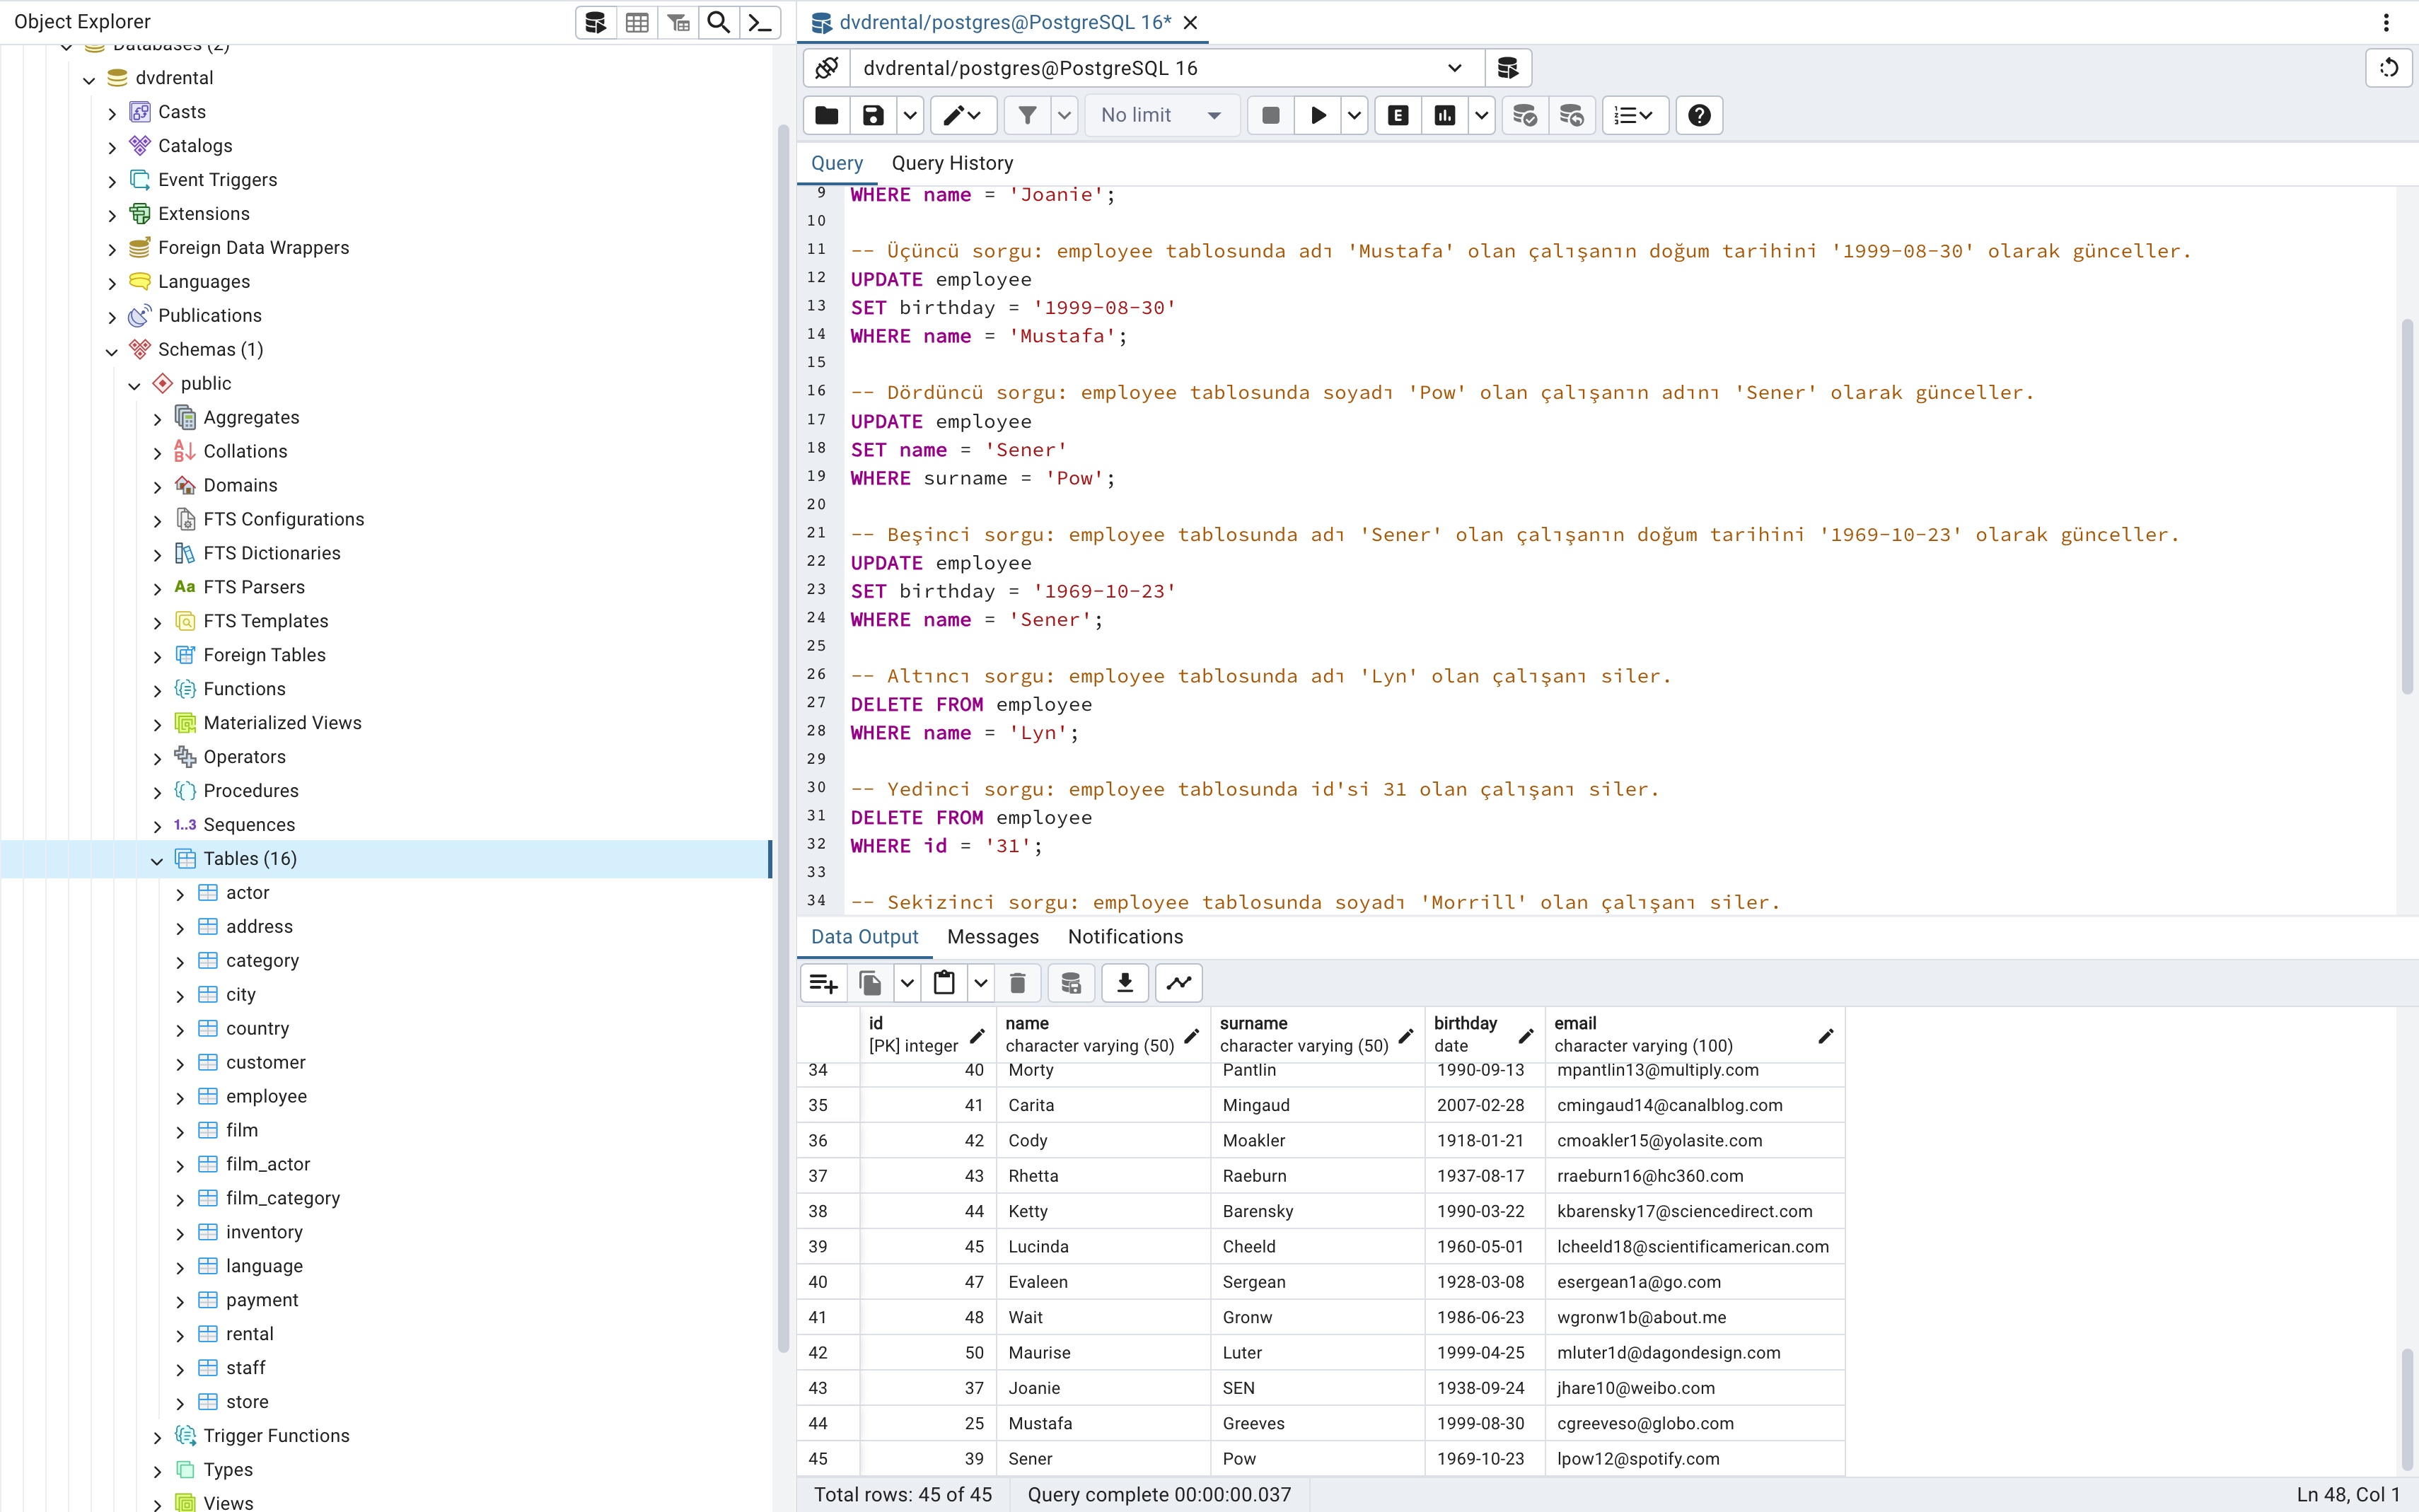 Object Explorer
Databases (2)
dvdrental
Casts
Catalogs
Event Triggers
Extensions
Foreign Data Wrappers
Languages
Publications
Schemas (1)
public
Aggregates
Collations
Domains
FTS Configurations
FTS Dictionaries
Aa FTS Parsers
FTS Templates
Foreign Tables
Functions
Materialized Views
Operators
Procedures
1..3 Sequences
Tables (16)
actor
address
category
city
country
customer
employee
film
film_actor
film_category
inventory
language
payment
rental
staff
store
Trigger Functions
Types
Views
dvdrental/postgres@PostgreSQL 16*
dvdrental/postgres@PostgreSQL 16
No limit
E
Query Query History
9 WHERE name = 'Joanie';
10
11 -- Üçüncü sorgu: employee tablosunda adı 'Mustafa' olan çalışanın doğum tarihini '1999-08-30' olarak günceller.
12 UPDATE employee
13 SET birthday = '1999-08-30'
14 WHERE name = 'Mustafa';
15
16 -- Dördüncü sorgu: employee tablosunda soyadı 'Pow' olan çalışanın adını 'Sener' olarak günceller.
17 UPDATE employee
18 SET name = 'Sener'
19 WHERE surname = 'Pow';
20
21 -- Beşinci sorgu: employee tablosunda adı 'Sener' olan çalışanın doğum tarihini '1969-10-23' olarak günceller.
22 UPDATE employee
23 SET birthday = '1969-10-23'
24 WHERE name = 'Sener';
25
26 -- Altıncı sorgu: employee tablosunda adı 'Lyn' olan çalışanı siler.
27 DELETE FROM employee
28 WHERE name = 'Lyn';
29
30 -- Yedinci sorgu: employee tablosunda id'si 31 olan çalışanı siler.
31 DELETE FROM employee
32 WHERE id = '31';
33
34 -- Sekizinci sorgu: employee tablosunda soyadı 'Morrill' olan çalışanı siler.
Data Output Messages Notifications
id name surname birthday email
[PK] integer character varying (50) character varying (50) date character varying (100)
34 40 Morty Pantlin 1990-09-13 mpantlin13@multiply.com
35 41 Carita Mingaud 2007-02-28 cmingaud14@canalblog.com
36 42 Cody Moakler 1918-01-21 cmoakler15@yolasite.com
37 43 Rhetta Raeburn 1937-08-17 rraeburn16@hc360.com
38 44 Ketty Barensky 1990-03-22 kbarensky17@sciencedirect.com
39 45 Lucinda Cheeld 1960-05-01 lcheeld18@scientificamerican.com
40 47 Evaleen Sergean 1928-03-08 esergean1a@go.com
41 48 Wait Gronw 1986-06-23 wgronw1b@about.me
42 50 Maurise Luter 1999-04-25 mluter1d@dagondesign.com
43 37 Joanie SEN 1938-09-24 jhare10@weibo.com
44 25 Mustafa Greeves 1999-08-30 cgreeveso@globo.com
45 39 Sener Pow 1969-10-23 lpow12@spotify.com
Total rows: 45 of 45 Query complete 00:00:00.037 Ln 48, Col 1